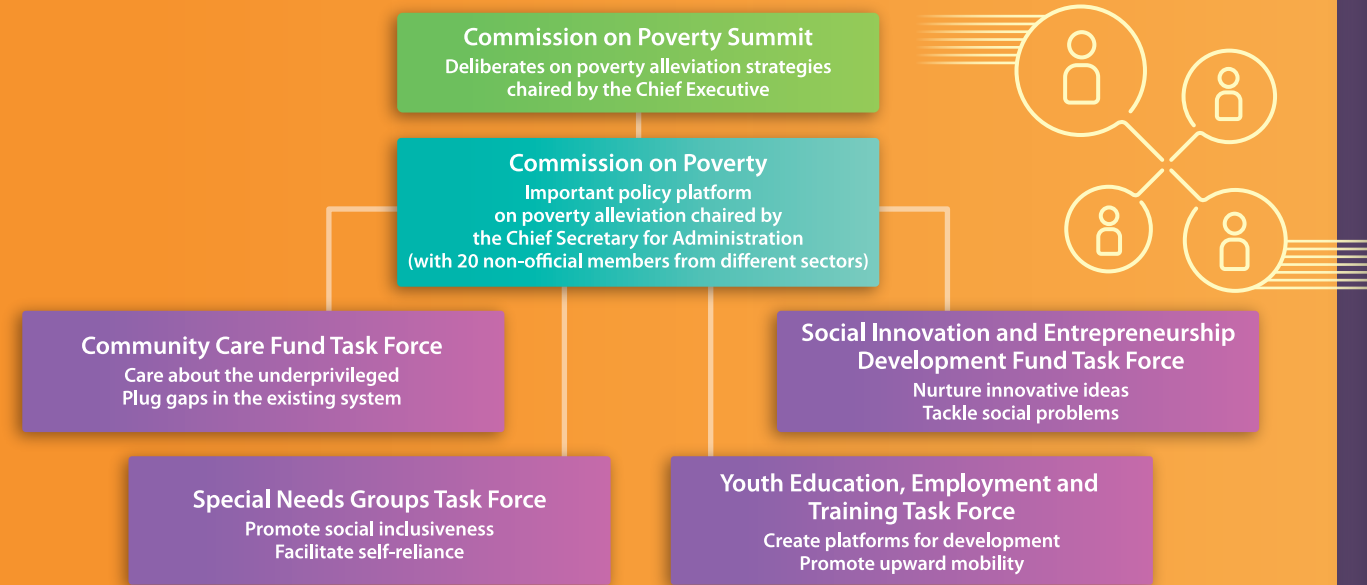 Commission on Poverty Summit
Deliberates on poverty alleviation strategies
chaired by the Chief Executive
Commission on Poverty
Important policy platform
on poverty alleviation chaired by
the Chief Secretary for Administration
(with 20 non-official members from different sectors)
Community Care Fund Task Force
Care about the underprivileged
Plug gaps in the existing system
Social Innovation and Entrepreneurship
Development Fund Task Force
Nurture innovative ideas
Tackle social problems
Special Needs Groups Task Force
Promote social inclusiveness
Facilitate self-reliance
Youth Education, Employment and
Training Task Force
Create platforms for development
Promote upward mobility